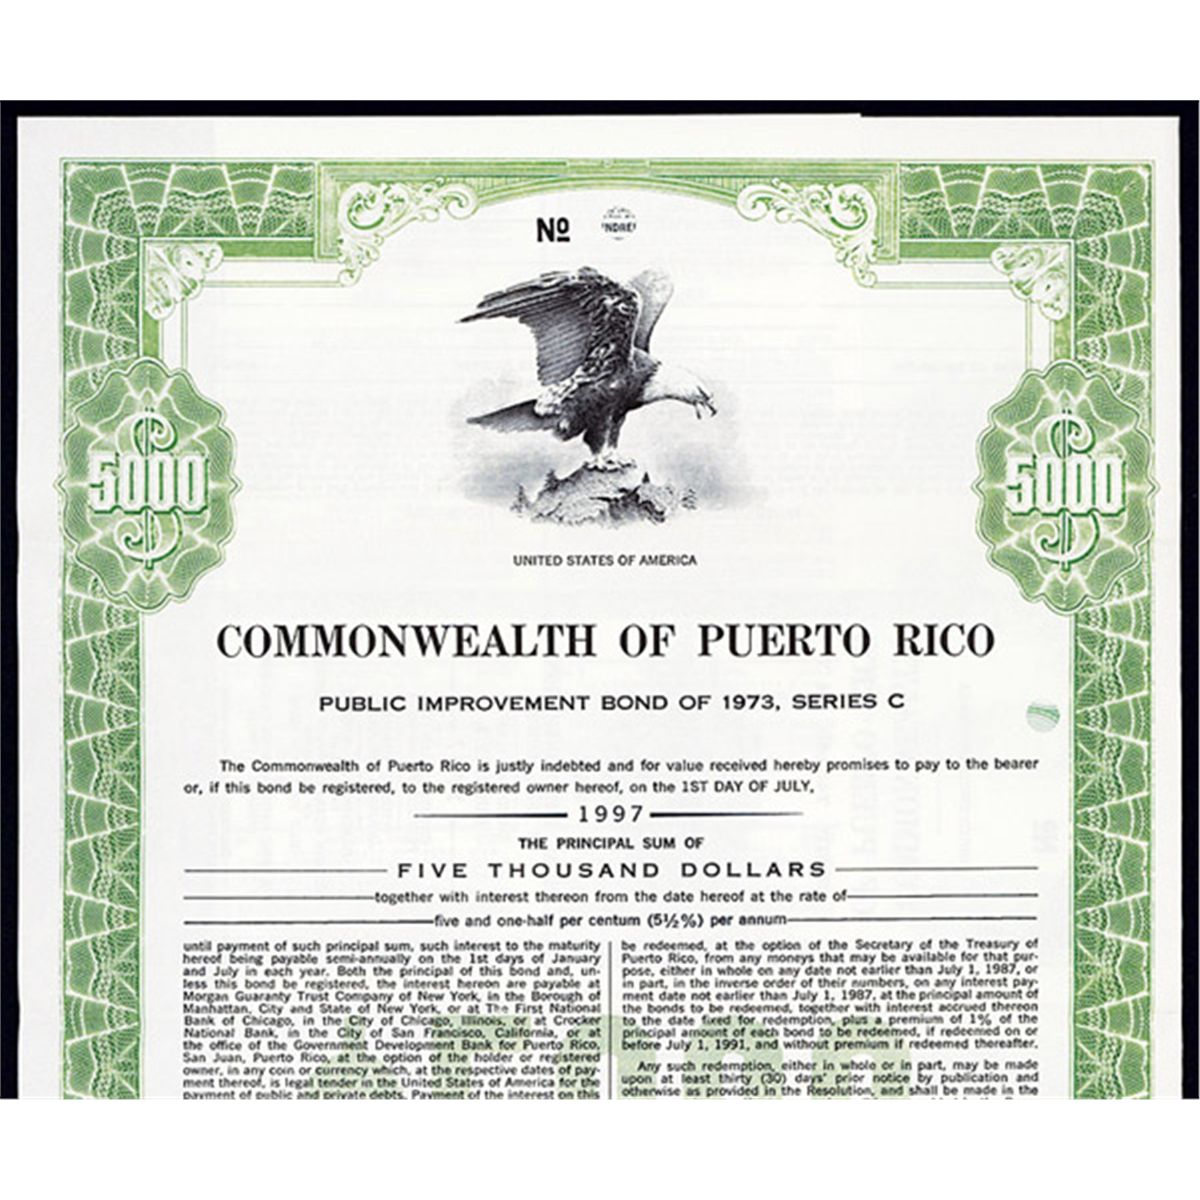 No
5000
5000
UNITED STATES OF AMERICA
COMMONWEALTH OF PUERTO RICO
PUBLIC IMPROVEMENT BOND OF 1973, SERIES C
The Commonwealth of Puerto Rico is justly indebted and for value received hereby promises to pay to the bearer
or, if this bond be registered, to the registered owner hereof, on the 1ST DAY OF JULY,
1997
THE PRINCIPAL SUM OF
FIVE THOUSAND DOLLARS
together with interest thereon from the date hereof at the rate of
five and one-half per centum (5½%) per annum
until payment of such principal sum, such interest to the maturity
hereof being payable semi-annually on the 1st days of January
and July in each year. Both the principal of this bond and, un-
less this bond be registered, the interest hereon are payable at
Morgan Guaranty Trust Company of New York, in the Borough of
Manhattan, City and State of New York, or at The First National
Bank of Chicago, in the City of Chicago, Illinois, or at Crocker
National Bank, in the City of San Francisco, California, or at
the office of the Government Development Bank for Puerto Rico,
San Juan, Puerto Rico, at the option of the holder or registered
owner, in any coin or currency which, at the respective dates of pay-
ment thereof, is legal tender in the United States of America for the
payment of public and private debts. Payment of the interest on this
be redeemed, at the option of the Secretary of the Treasury of
Puerto Rico, from any moneys that may be available for that pur-
pose, either in whole on any date not earlier than July 1, 1987, or
in part, in the inverse order of their numbers, on any interest pay-
ment date not earlier than July 1, 1987, at the principal amount of
the bonds to be redeemed, together with interest accrued thereon
to the date fixed for redemption, plus a premium of 1% of the
principal amount of each bond to be redeemed, if redeemed on or
before July 1, 1991, and without premium if redeemed thereafter.
Any such redemption, either in whole or in part, may be made
upon at least thirty (30) days' prior notice by publication and
otherwise as provided in the Resolution, and shall be made in the